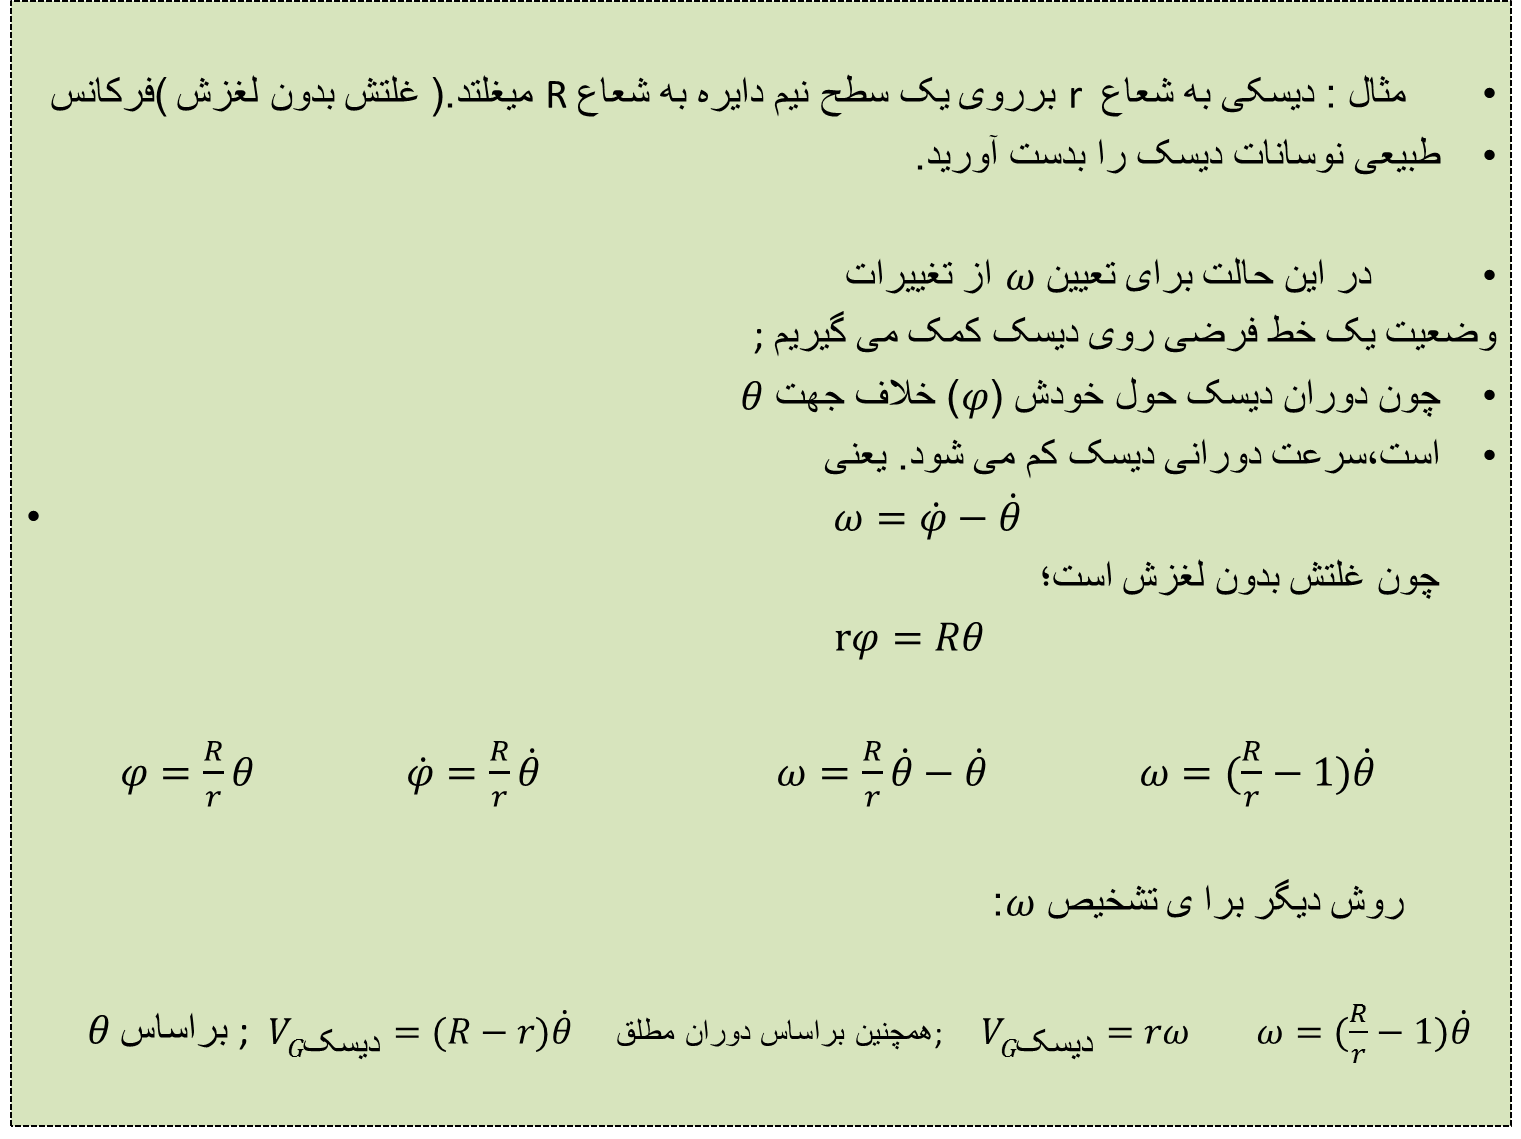 • مثال : دیسکی به شعاع r برروی یک سطح نیم دایره به شعاع R میغلتد.( غلتش بدون لغزش )فرکانس
• طبیعی نوسانات دیسک را بدست آورید.
• در این حالت برای تعیین ω از تغییرات
وضعیت یک خط فرضی روی دیسک کمک می گیریم ;
• چون دوران دیسک حول خودش (φ) خلاف جهت θ
• است،سرعت دورانی دیسک کم می شود. یعنی
• ω = φ̇ − θ̇
چون غلتش بدون لغزش است؛
rφ = Rθ
φ = R/r θ φ̇ = R/r θ̇ ω = R/r θ̇ − θ̇ ω = (R/r − 1)θ̇
روش دیگر برا ی تشخیص ω:
براساس θ ; V_Gدیسک = (R − r)θ̇ همچنین براساس دوران مطلق; V_Gدیسک = rω ω = (R/r − 1)θ̇